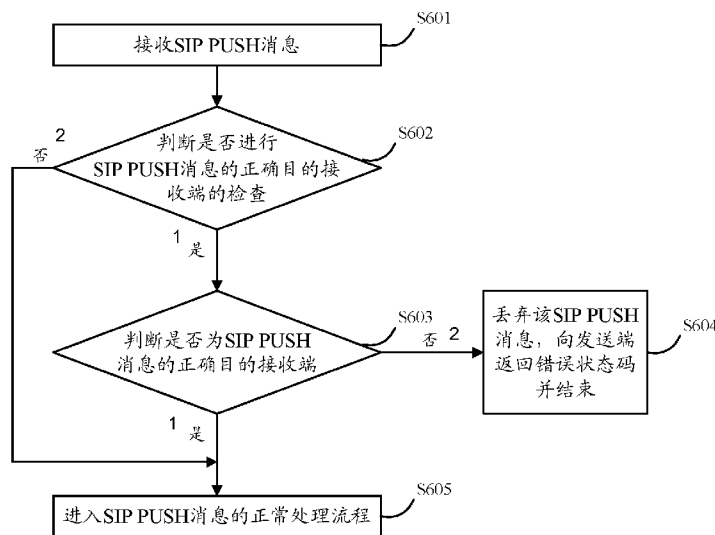 S601
接收SIP PUSH消息
S602
判断是否进行
SIP PUSH消息的正确目的接
收端的检查
2
否
1
是
S603
判断是否为SIP PUSH
消息的正确目的接收端
否 2
S604
丢弃该SIP PUSH
消息，向发送端
返回错误状态码
并结束
1
是
S605
进入SIP PUSH消息的正常处理流程